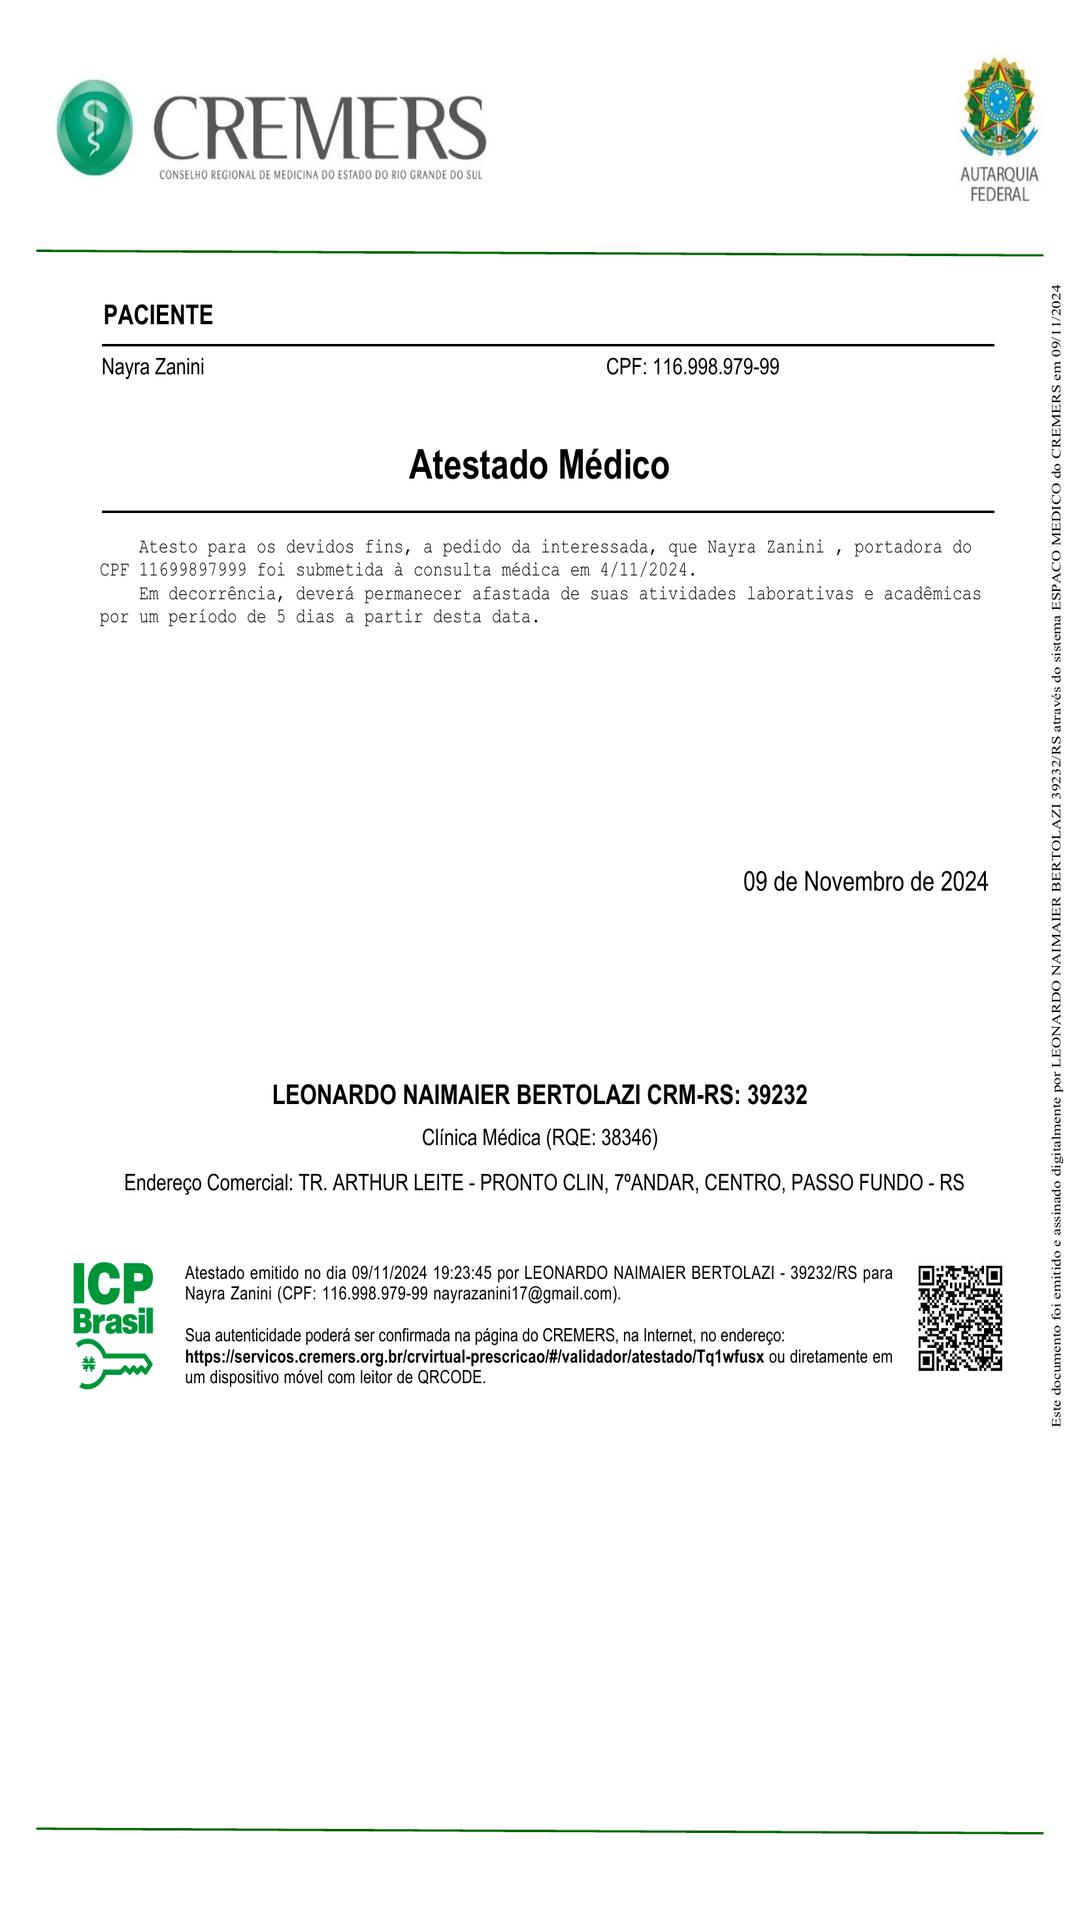 CREMERS
CONSELHO REGIONAL DE MEDICINA DO ESTADO DO RIO GRANDE DO SUL
AUTARQUIA
FEDERAL
PACIENTE
Nayra Zanini CPF: 116.998.979-99
Atestado Médico
Atesto para os devidos fins, a pedido da interessada, que Nayra Zanini , portadora do
CPF 11699897999 foi submetida à consulta médica em 4/11/2024.
Em decorrência, deverá permanecer afastada de suas atividades laborativas e acadêmicas
por um período de 5 dias a partir desta data.
09 de Novembro de 2024
LEONARDO NAIMAIER BERTOLAZI CRM-RS: 39232
Clínica Médica (RQE: 38346)
Endereço Comercial: TR. ARTHUR LEITE - PRONTO CLIN, 7ºANDAR, CENTRO, PASSO FUNDO - RS
ICP
Brasil
Atestado emitido no dia 09/11/2024 19:23:45 por LEONARDO NAIMAIER BERTOLAZI - 39232/RS para
Nayra Zanini (CPF: 116.998.979-99 nayrazanini17@gmail.com).
Sua autenticidade poderá ser confirmada na página do CREMERS, na Internet, no endereço:
https://servicos.cremers.org.br/crvirtual-prescricao/#/validador/atestado/Tq1wfusx ou diretamente em
um dispositivo móvel com leitor de QRCODE.
Este documento foi emitido e assinado digitalmente por LEONARDO NAIMAIER BERTOLAZI 39232/RS através do sistema ESPACO MEDICO do CREMERS em 09/11/2024